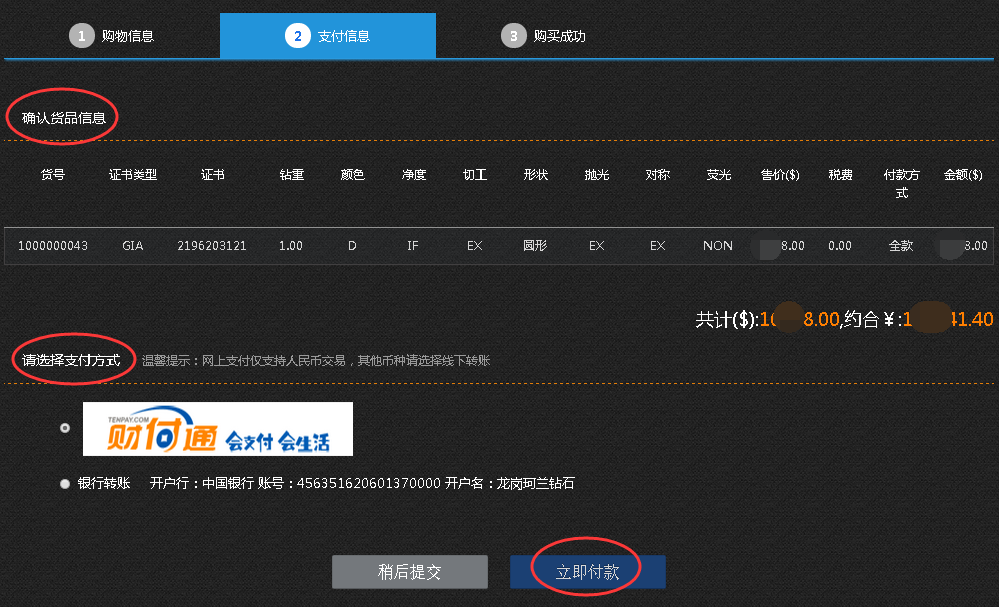 1 购物信息 2 支付信息 3 购买成功
确认货品信息
货号 证书类型 证书 钻重 颜色 净度 切工 形状 抛光 对称 荧光 售价($) 税费 付款方式 金额($)
1000000043 GIA 2196203121 1.00 D IF EX 圆形 EX EX NON 8.00 0.00 全款 8.00
共计($):1 8.00,约合¥:1 41.40
请选择支付方式 温馨提示：网上支付仅支持人民币交易，其他币种请选择线下转账
TENPAY.COM
财付通 会支付 会生活
银行转账 开户行：中国银行 账号：456351620601370000 开户名：龙岗珂兰钻石
稍后提交 立即付款